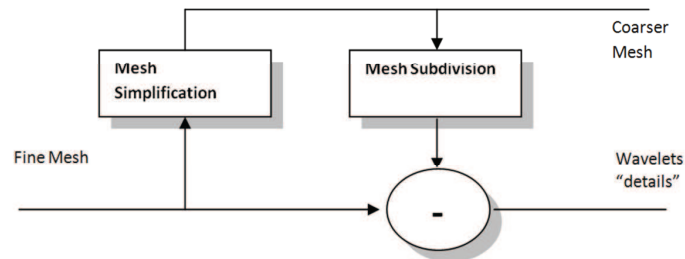 Coarser
Mesh
Mesh
Simplification
Mesh Subdivision
Fine Mesh
Wavelets
“details”
-